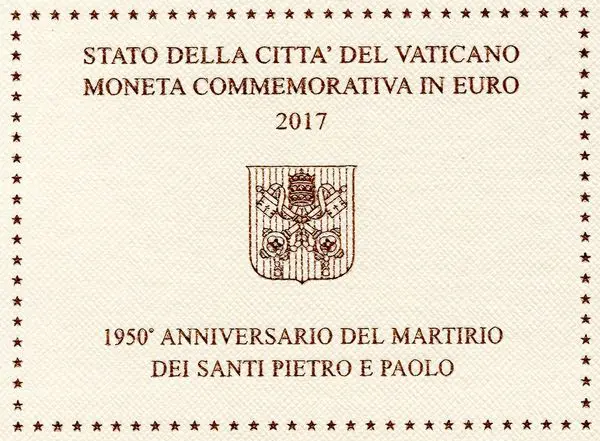 STATO DELLA CITTA' DEL VATICANO
MONETA COMMEMORATIVA IN EURO
2017
1950° ANNIVERSARIO DEL MARTIRIO
DEI SANTI PIETRO E PAOLO